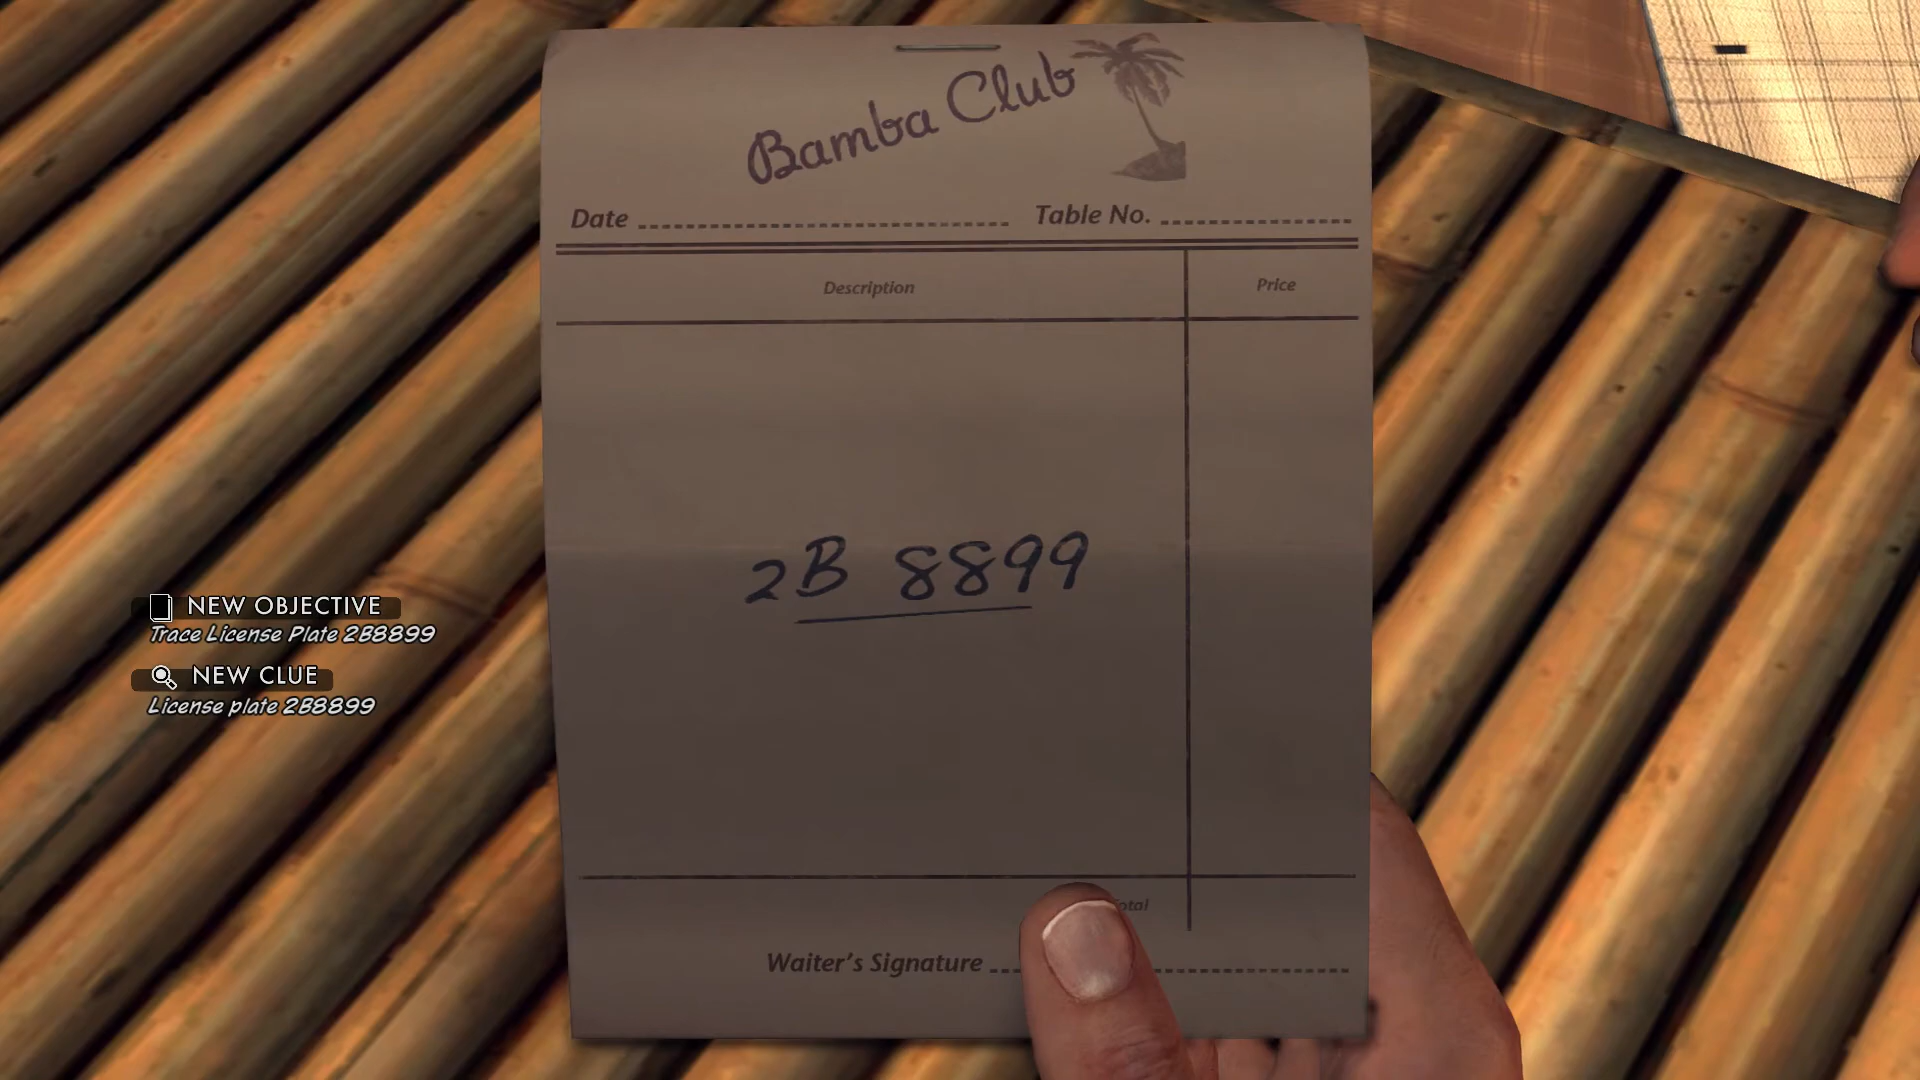 Bamba Club
Date Table No.
Description Price
2B 8899
NEW OBJECTIVE
Trace License Plate 2B8899
NEW CLUE
License plate 2B8899
Total
Waiter's Signature